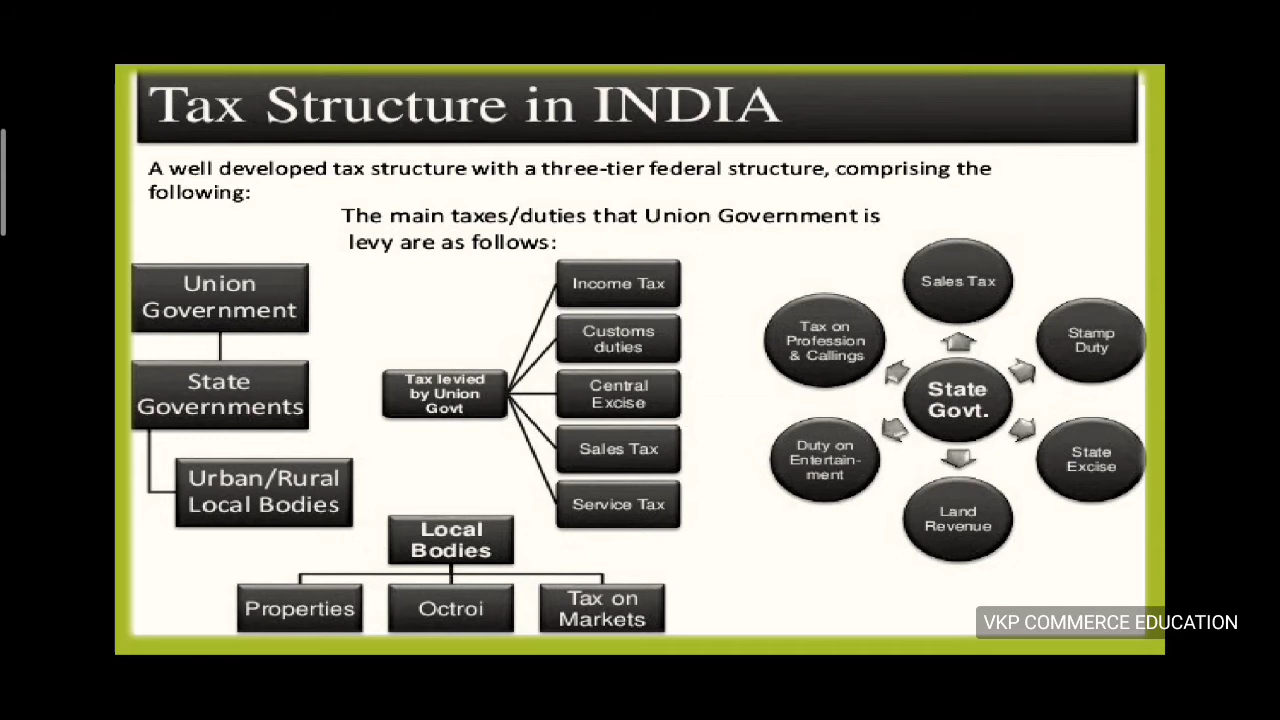 Tax Structure in INDIA
A well developed tax structure with a three-tier federal structure, comprising the
following:
The main taxes/duties that Union Government is
levy are as follows:
Union
Government
State
Governments
Urban/Rural
Local Bodies
Tax levied
by Union
Govt
Income Tax
Customs
duties
Central
Excise
Sales Tax
Service Tax
Local
Bodies
Properties
Octroi
Tax on
Markets
State
Govt.
Sales Tax
Stamp
Duty
State
Excise
Land
Revenue
Duty on
Entertain-
ment
Tax on
Profession
& Callings
VKP COMMERCE EDUCATION